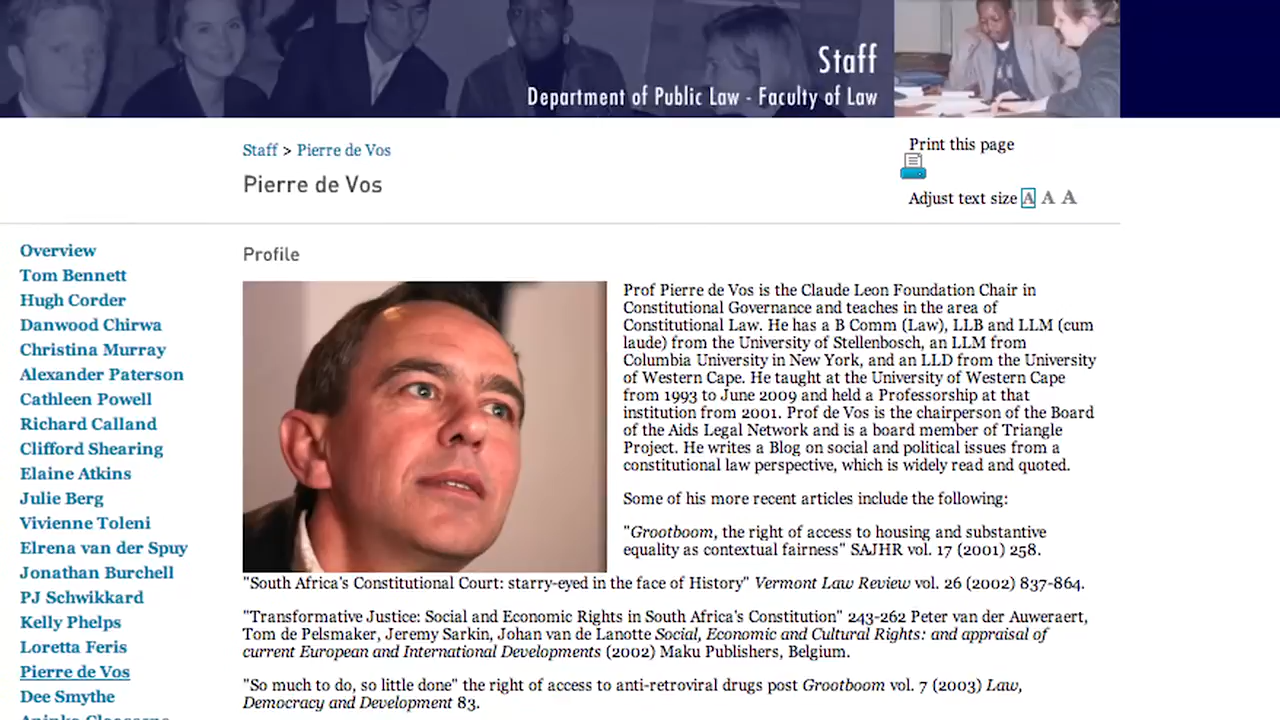 Staff
Department of Public Law - Faculty of Law
Staff > Pierre de Vos
Print this page
Pierre de Vos
Adjust text size A A A
Overview
Tom Bennett
Hugh Corder
Danwood Chirwa
Christina Murray
Alexander Paterson
Cathleen Powell
Richard Calland
Clifford Shearing
Elaine Atkins
Julie Berg
Vivienne Toleni
Elrena van der Spuy
Jonathan Burchell
PJ Schwikkard
Kelly Phelps
Loretta Feris
Pierre de Vos
Dee Smythe
Profile
Prof Pierre de Vos is the Claude Leon Foundation Chair in
Constitutional Governance and teaches in the area of
Constitutional Law. He has a B Comm (Law), LLB and LLM (cum
laude) from the University of Stellenbosch, an LLM from
Columbia University in New York, and an LLD from the University
of Western Cape. He taught at the University of Western Cape
from 1993 to June 2009 and held a Professorship at that
institution from 2001. Prof de Vos is the chairperson of the Board
of the Aids Legal Network and is a board member of Triangle
Project. He writes a Blog on social and political issues from a
constitutional law perspective, which is widely read and quoted.
Some of his more recent articles include the following:
"Grootboom, the right of access to housing and substantive
equality as contextual fairness" SAJHR vol. 17 (2001) 258.
"South Africa's Constitutional Court: starry-eyed in the face of History" Vermont Law Review vol. 26 (2002) 837-864.
"Transformative Justice: Social and Economic Rights in South Africa's Constitution" 243-262 Peter van der Auweraert,
Tom de Pelsmaker, Jeremy Sarkin, Johan van de Lanotte Social, Economic and Cultural Rights: and appraisal of
current European and International Developments (2002) Maku Publishers, Belgium.
"So much to do, so little done" the right of access to anti-retroviral drugs post Grootboom vol. 7 (2003) Law,
Democracy and Development 83.